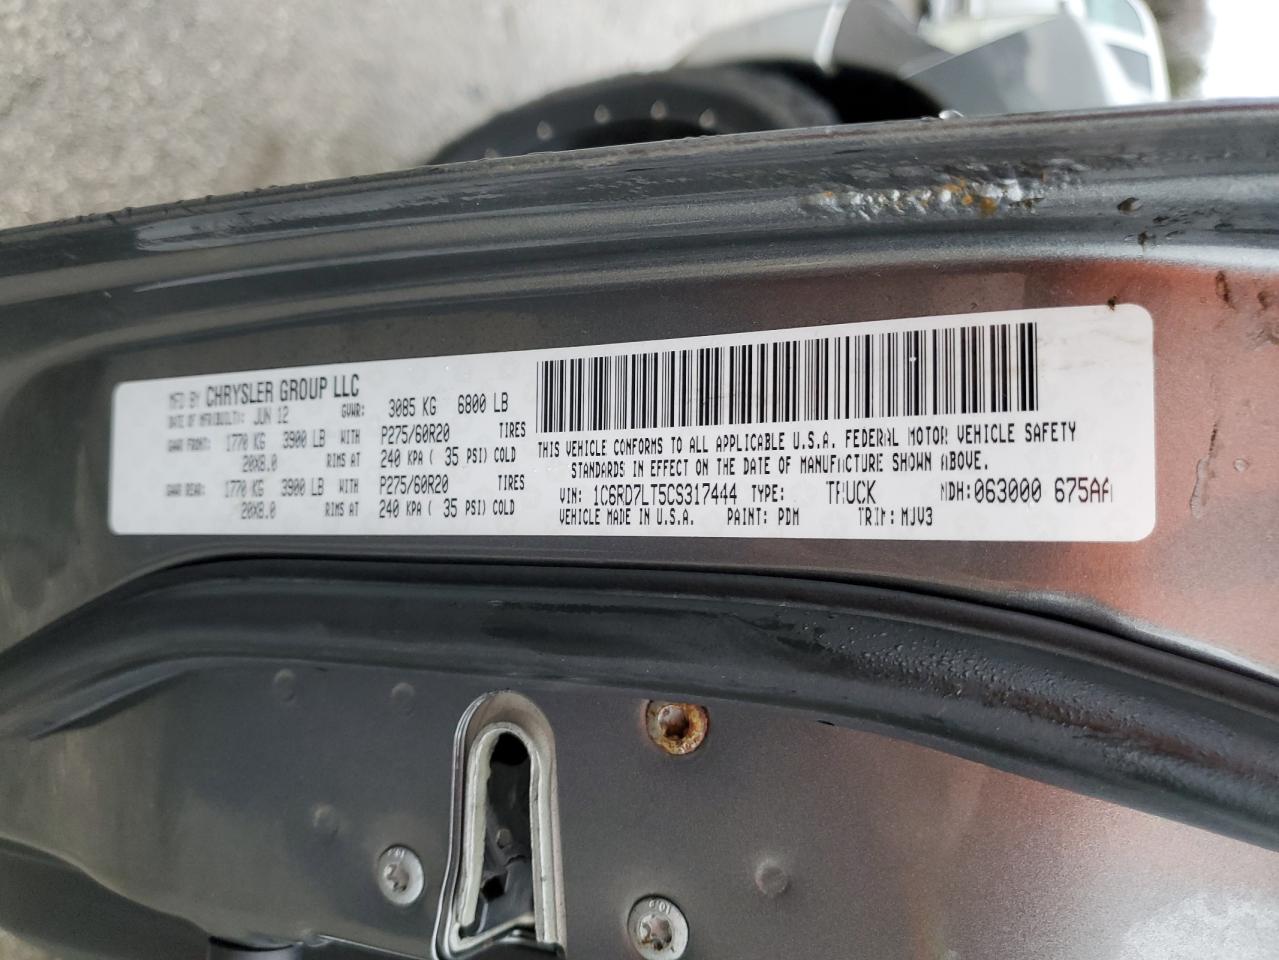 MFD BY CHRYSLER GROUP LLC
DATE OF MFR/BUILT: JUN 12 GVWR: 3085 KG 6800 LB
GAWR FRONT: 1770 KG 3900 LB WITH P275/60R20 TIRES
20X8.0 RIMS AT 240 KPA ( 35 PSI) COLD
GAWR REAR: 1770 KG 3900 LB WITH P275/60R20 TIRES
20X8.0 RIMS AT 240 KPA ( 35 PSI) COLD
THIS VEHICLE CONFORMS TO ALL APPLICABLE U.S.A. FEDERAL MOTOR VEHICLE SAFETY
STANDARDS IN EFFECT ON THE DATE OF MANUFACTURE SHOWN ABOVE.
VIN: 1C6RD7LT5CS317444 TYPE: TRUCK MDH: 063000 675AA
VEHICLE MADE IN U.S.A. PAINT: PDM TRIM: MJV3